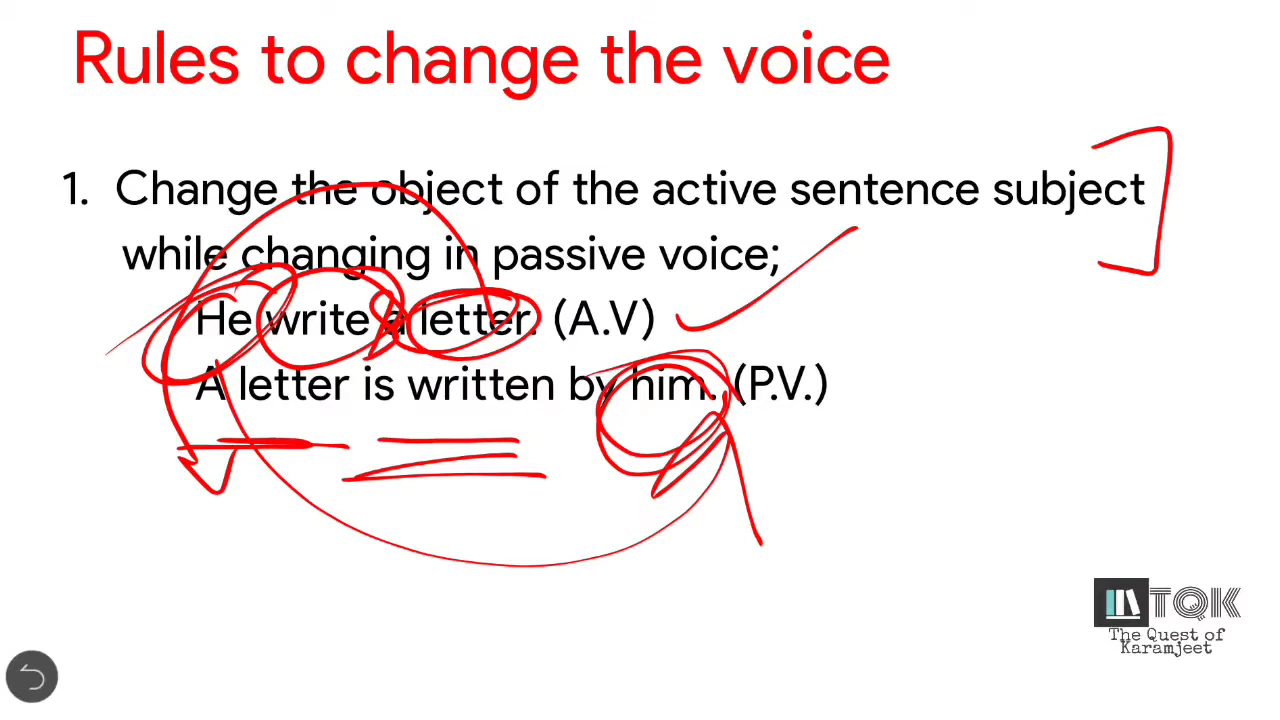 Rules to change the voice
1. Change the object of the active sentence subject
while changing in passive voice;
He write a letter. (A.V)
A letter is written by him. (P.V.)
TQK
The Quest of
Karamjeet